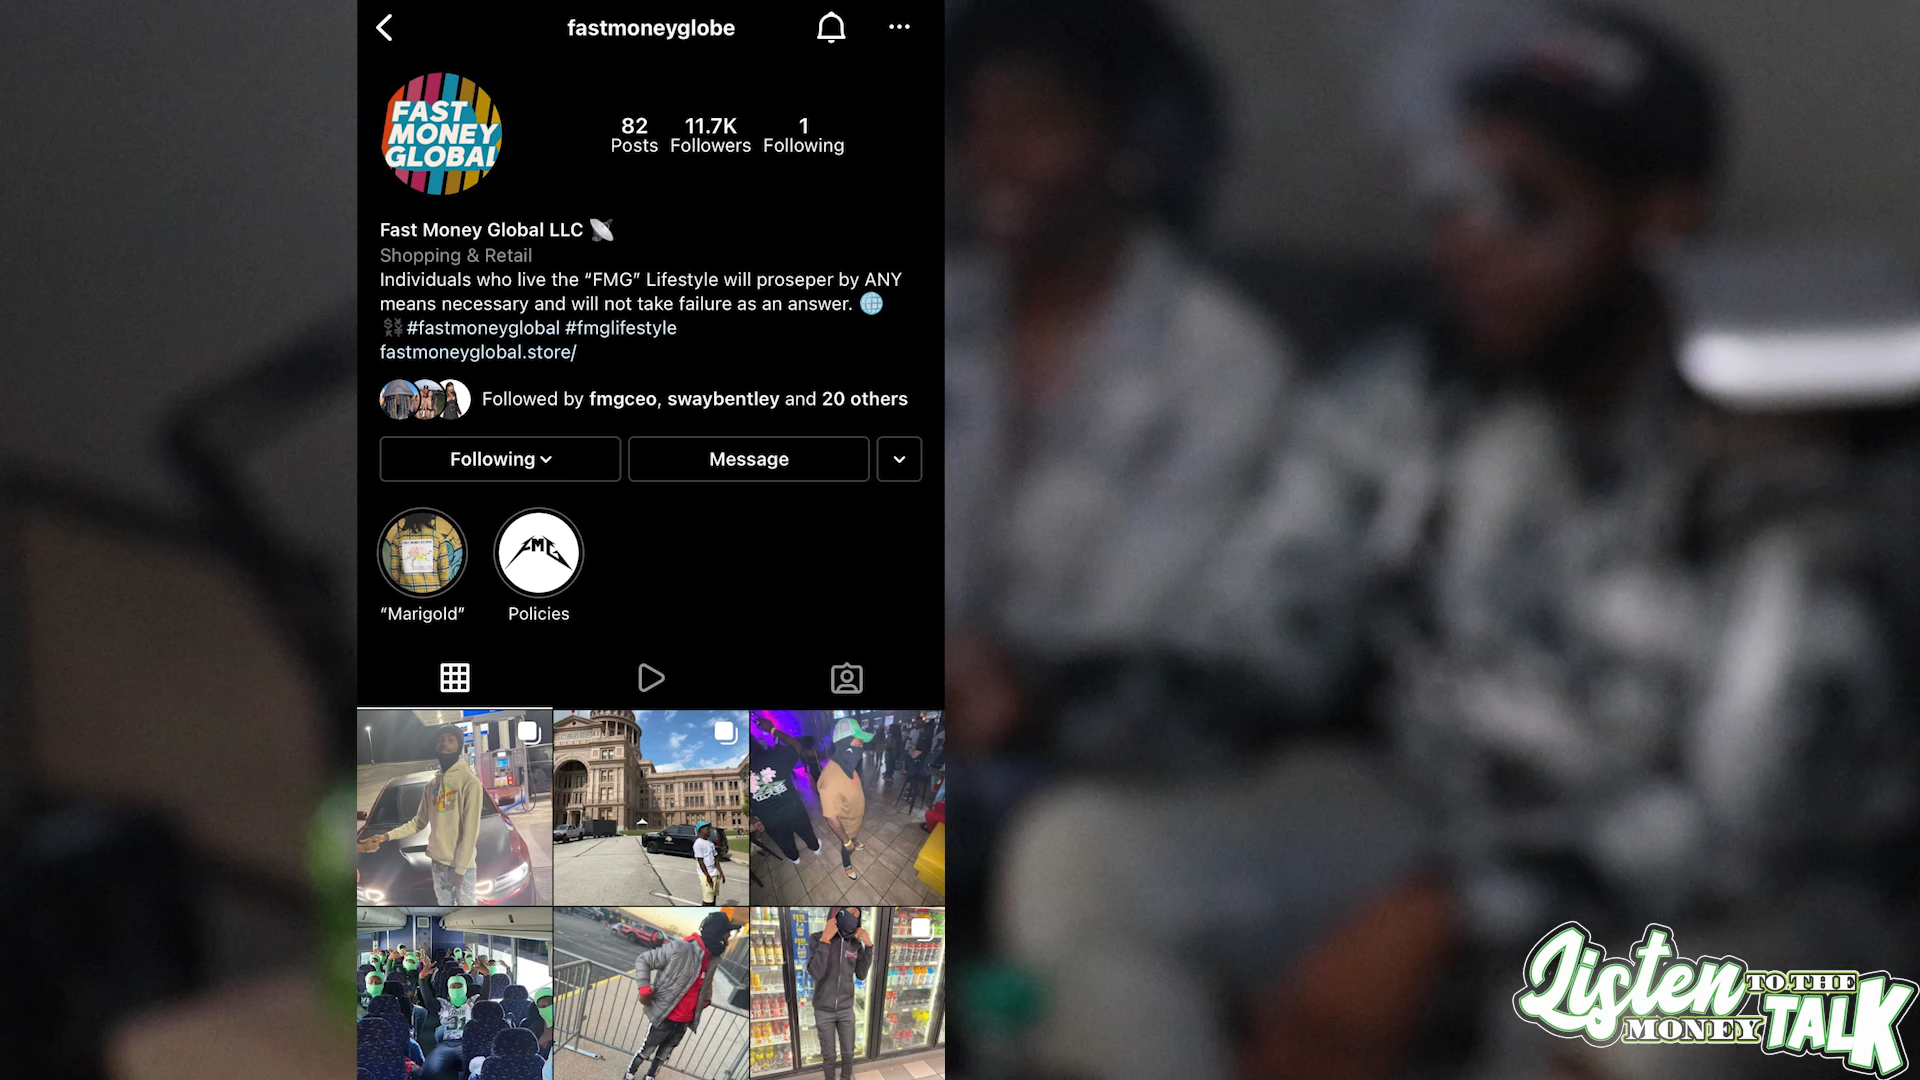 fastmoneyglobe
FAST
MONEY
GLOBAL
82
11.7K
1
Posts
Followers
Following
Fast Money Global LLC
Shopping & Retail
Individuals who live the “FMG” Lifestyle will proseper by ANY
means necessary and will not take failure as an answer.
#fastmoneyglobal #fmglifestyle
fastmoneyglobal.store/
Followed by fmgceo, swaybentley and 20 others
Following
Message
FMG
“Marigold”
Policies
Listen
TO THE
MONEY
TALK